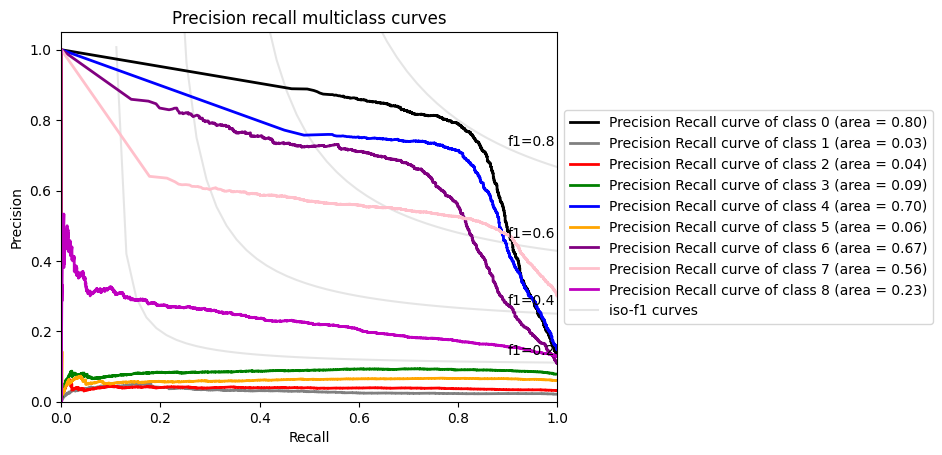 Precision recall multiclass curves
1.0
0.8
0.6
0.4
0.2
0.0
Precision
f1=0.8
f1=0.6
f1=0.4
f1=0.2
0.0 0.2 0.4 0.6 0.8 1.0
Recall
Precision Recall curve of class 0 (area = 0.80)
Precision Recall curve of class 1 (area = 0.03)
Precision Recall curve of class 2 (area = 0.04)
Precision Recall curve of class 3 (area = 0.09)
Precision Recall curve of class 4 (area = 0.70)
Precision Recall curve of class 5 (area = 0.06)
Precision Recall curve of class 6 (area = 0.67)
Precision Recall curve of class 7 (area = 0.56)
Precision Recall curve of class 8 (area = 0.23)
iso-f1 curves